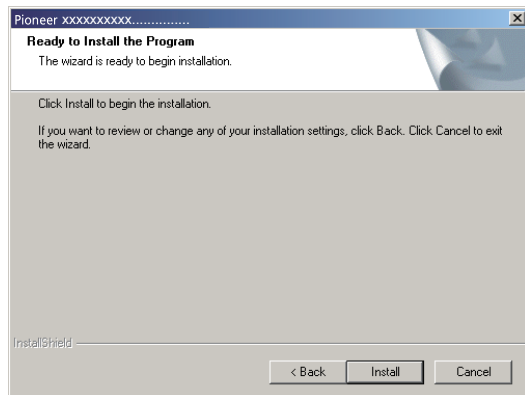 Pioneer xxxxxxxxxx...............
Ready to Install the Program
The wizard is ready to begin installation.
Click Install to begin the installation.
If you want to review or change any of your installation settings, click Back. Click Cancel to exit
the wizard.
InstallShield
< Back Install Cancel